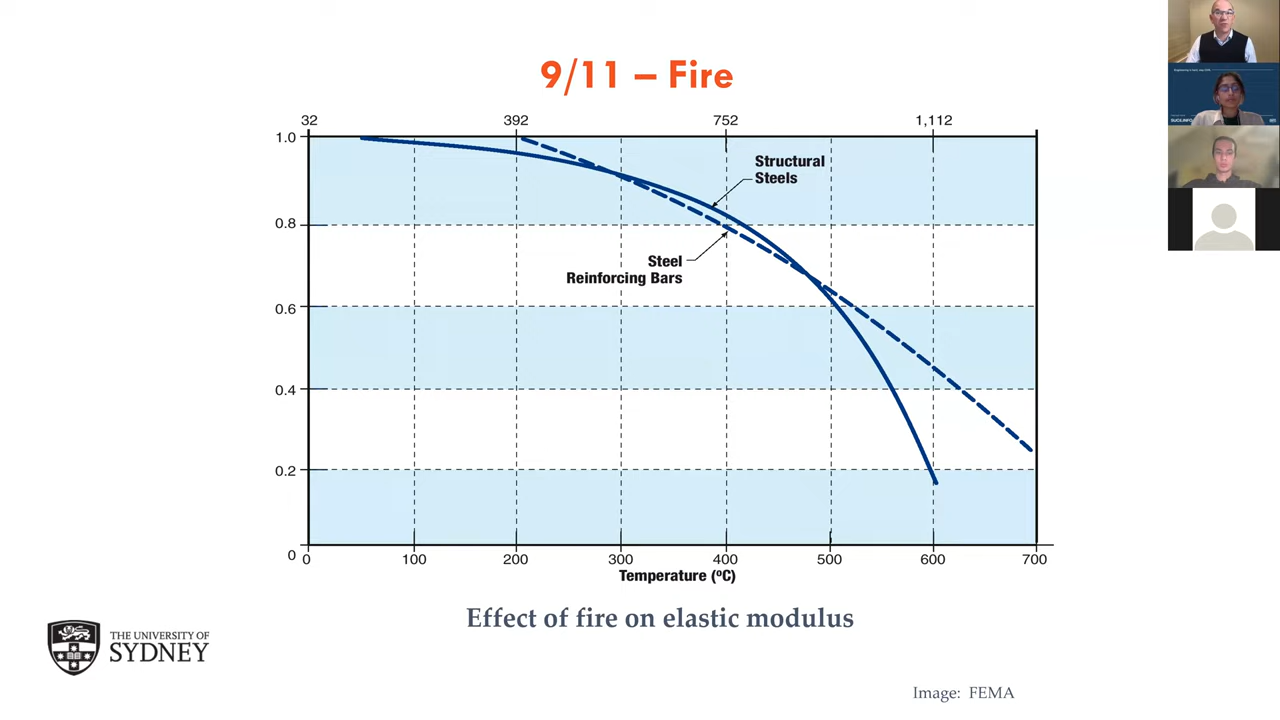 9/11 – Fire
32 392 752 1,112
1.0
Structural
Steels
0.8
Steel
Reinforcing Bars
0.6
0.4
0.2
0
0 100 200 300 400 500 600 700
Temperature (ºC)
Effect of fire on elastic modulus
THE UNIVERSITY OF
SYDNEY
Image: FEMA